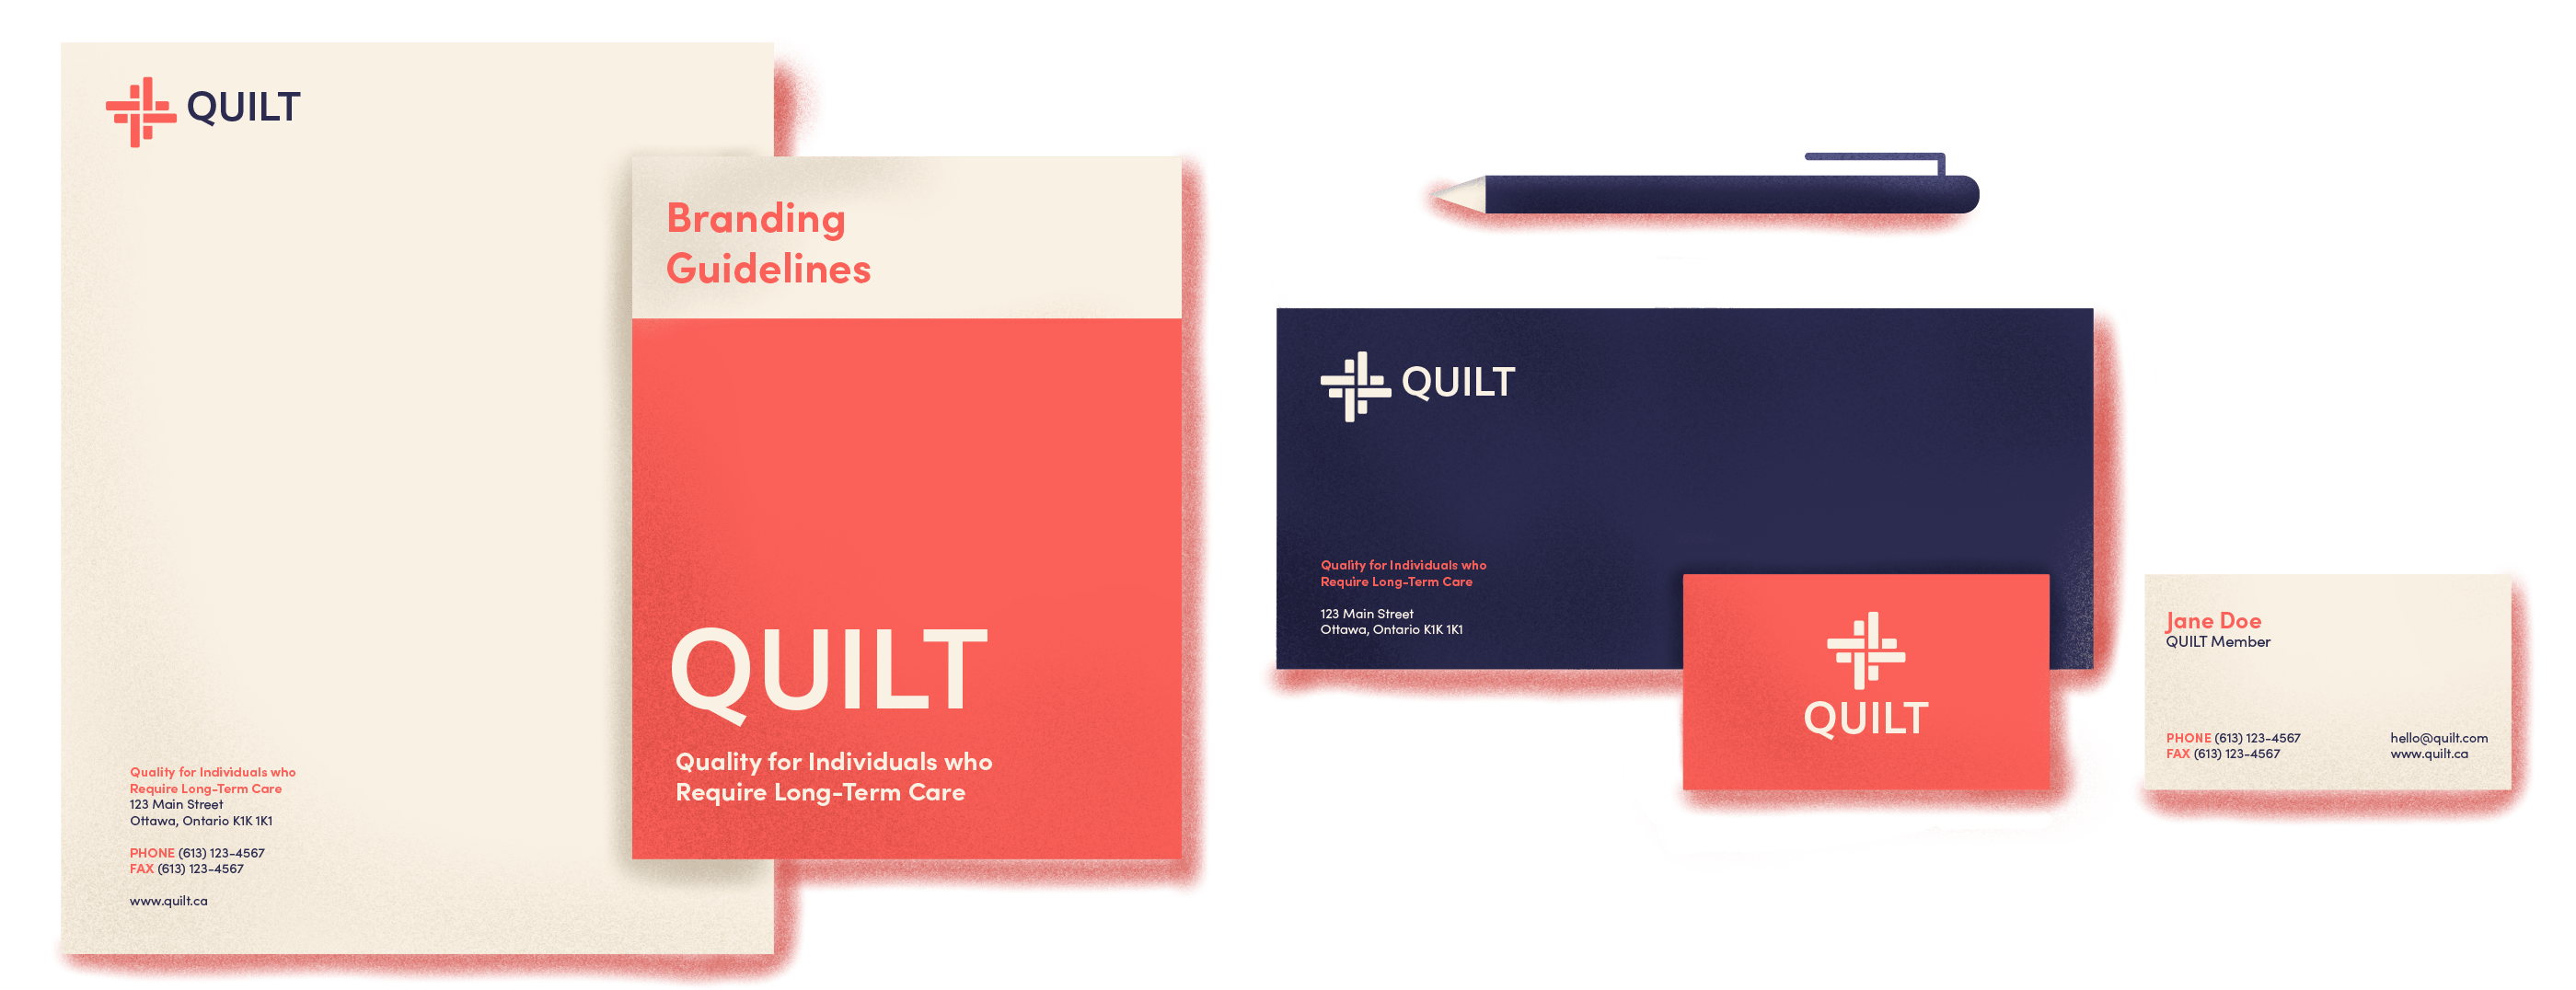 QUILT
Quality for Individuals who
Require Long-Term Care
123 Main Street
Ottawa, Ontario K1K 1K1
PHONE (613) 123-4567
FAX (613) 123-4567
www.quilt.ca
Branding
Guidelines
QUILT
Quality for Individuals who
Require Long-Term Care
QUILT
Quality for Individuals who
Require Long-Term Care
123 Main Street
Ottawa, Ontario K1K 1K1
QUILT
Jane Doe
QUILT Member
PHONE (613) 123-4567
FAX (613) 123-4567
hello@quilt.com
www.quilt.ca